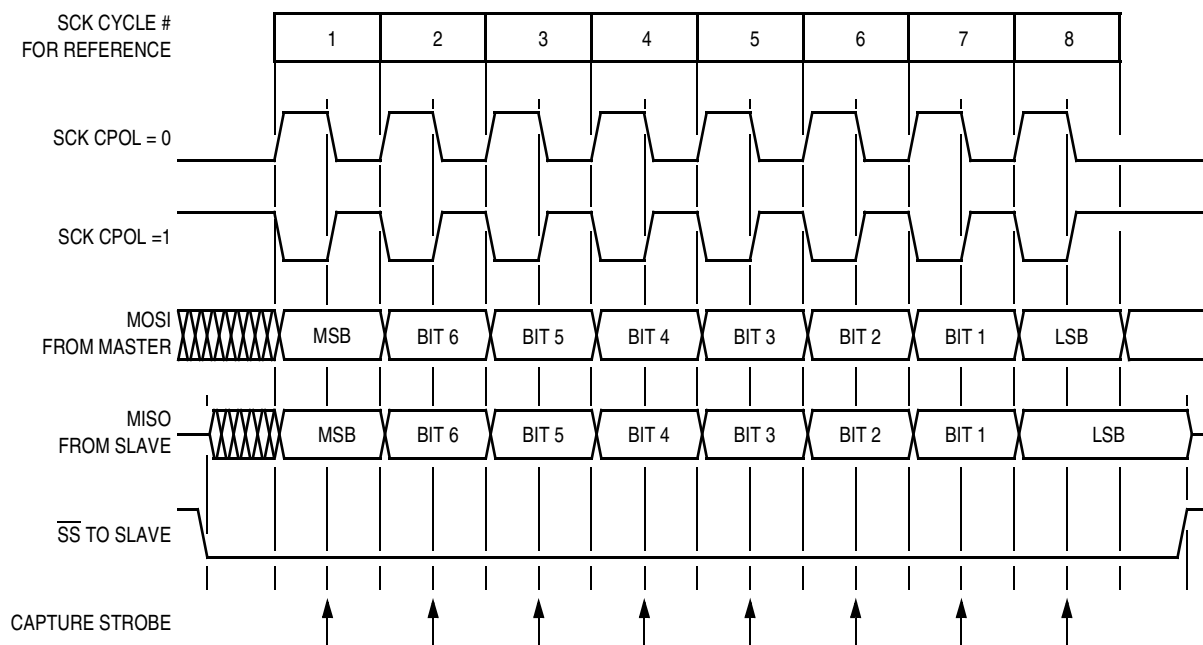 SCK CYCLE #
FOR REFERENCE
1 2 3 4 5 6 7 8
SCK CPOL = 0
SCK CPOL =1
MOSI
FROM MASTER
MSB BIT 6 BIT 5 BIT 4 BIT 3 BIT 2 BIT 1 LSB
MISO
FROM SLAVE
MSB BIT 6 BIT 5 BIT 4 BIT 3 BIT 2 BIT 1 LSB
S̅S̅ TO SLAVE
CAPTURE STROBE